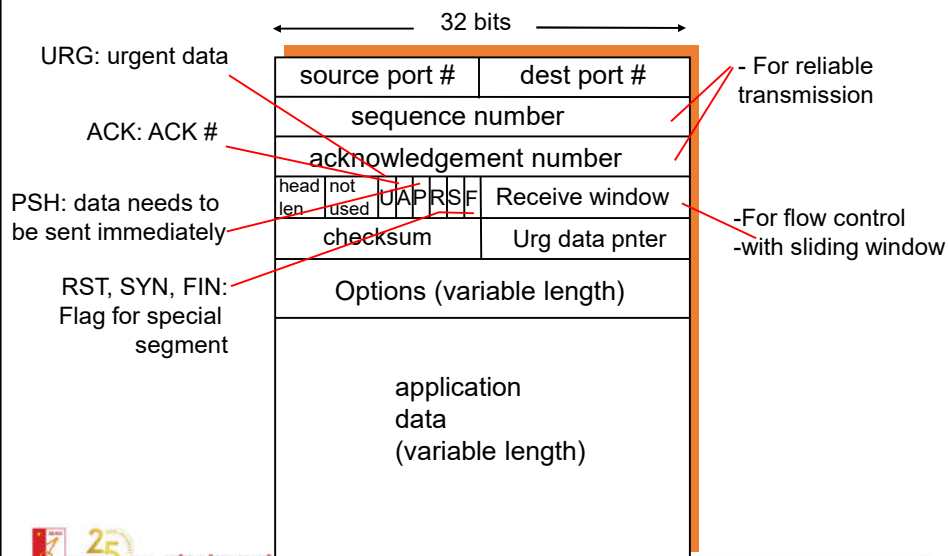 32 bits
URG: urgent data
ACK: ACK #
PSH: data needs to
be sent immediately
RST, SYN, FIN:
Flag for special
segment
source port #
dest port #
sequence number
acknowledgement number
head
len
not
used
U
A
P
R
S
F
Receive window
checksum
Urg data pnter
Options (variable length)
application
data
(variable length)
- For reliable
transmission
-For flow control
-with sliding window
25